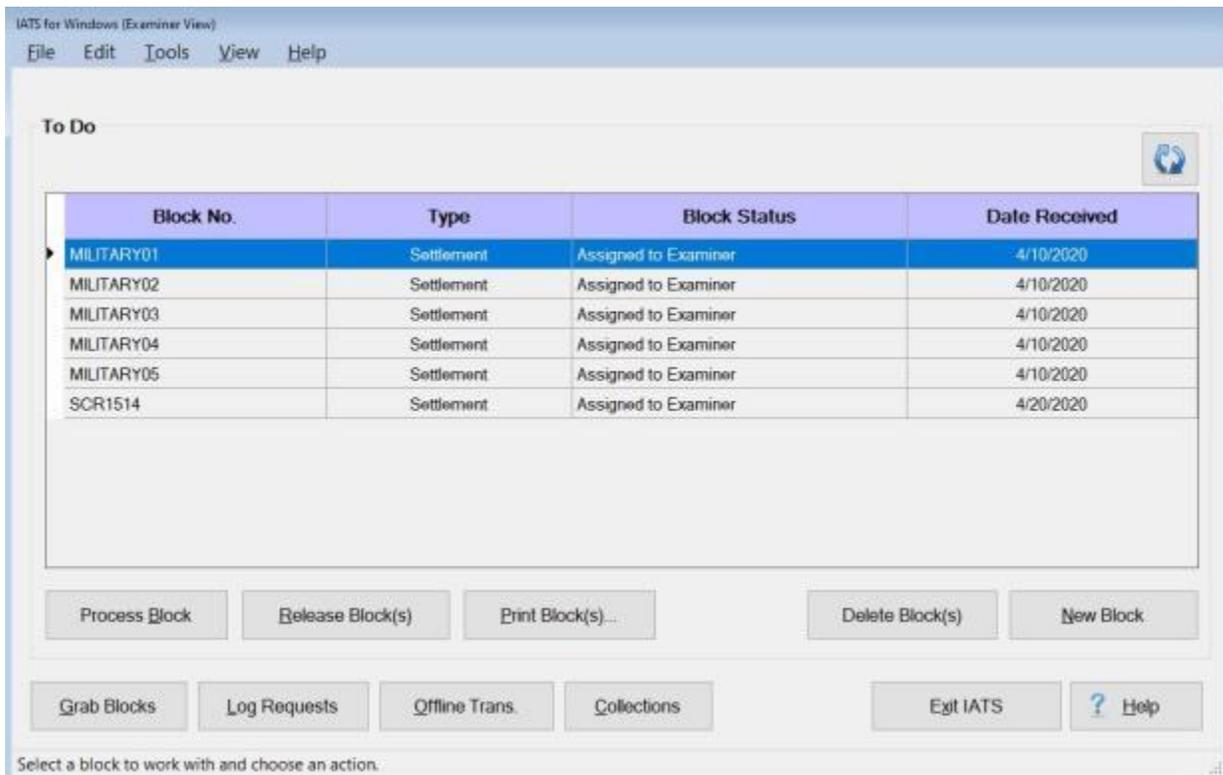 IATS for Windows (Examiner View)
File Edit Tools View Help
To Do
Block No. Type Block Status Date Received
MILITARY01 Settlement Assigned to Examiner 4/10/2020
MILITARY02 Settlement Assigned to Examiner 4/10/2020
MILITARY03 Settlement Assigned to Examiner 4/10/2020
MILITARY04 Settlement Assigned to Examiner 4/10/2020
MILITARY05 Settlement Assigned to Examiner 4/10/2020
SCR1514 Settlement Assigned to Examiner 4/20/2020
Process Block Release Block(s) Print Block(s)... Delete Block(s) New Block
Grab Blocks Log Requests Offline Trans. Collections Exit IATS ? Help
Select a block to work with and choose an action.